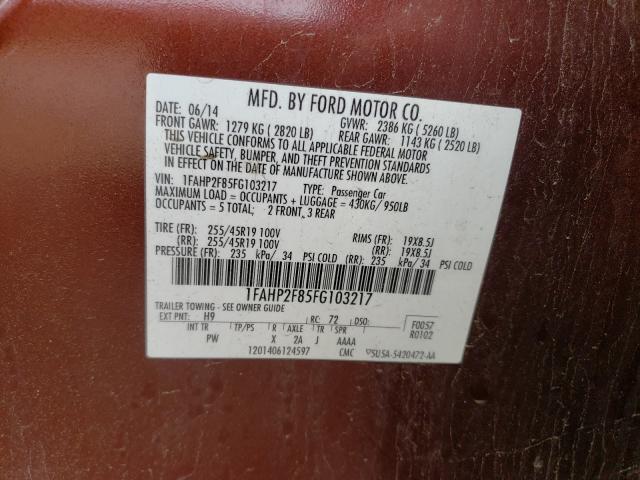 MFD. BY FORD MOTOR CO.
DATE: 06/14 GVWR: 2386 KG ( 5260 LB)
FRONT GAWR: 1279 KG ( 2820 LB) REAR GAWR: 1143 KG ( 2520 LB)
THIS VEHICLE CONFORMS TO ALL APPLICABLE FEDERAL MOTOR
VEHICLE SAFETY, BUMPER, AND THEFT PREVENTION STANDARDS
IN EFFECT ON THE DATE OF MANUFACTURE SHOWN ABOVE.
VIN: 1FAHP2F85FG103217 TYPE: Passenger Car
MAXIMUM LOAD = OCCUPANTS + LUGGAGE = 430KG/ 950LB
OCCUPANTS = 5 TOTAL; 2 FRONT, 3 REAR
TIRE (FR): 255/45R19 100V RIMS (FR): 19X8.5J
(RR): 255/45R19 100V (RR): 19X8.5J
PRESSURE (FR): 235 kPa/ 34 PSI COLD (RR): 235 kPa/ 34 PSI COLD
1FAHP2F85FG103217
TRAILER TOWING - SEE OWNER GUIDE
EXT PNT: H9 RC: 72 DSO: F0057
R0102
INT TR TP/PS R AXLE TR SPR
PW X 2A J AAAA
1201406124597 CMC 5U5A-5420472-AA